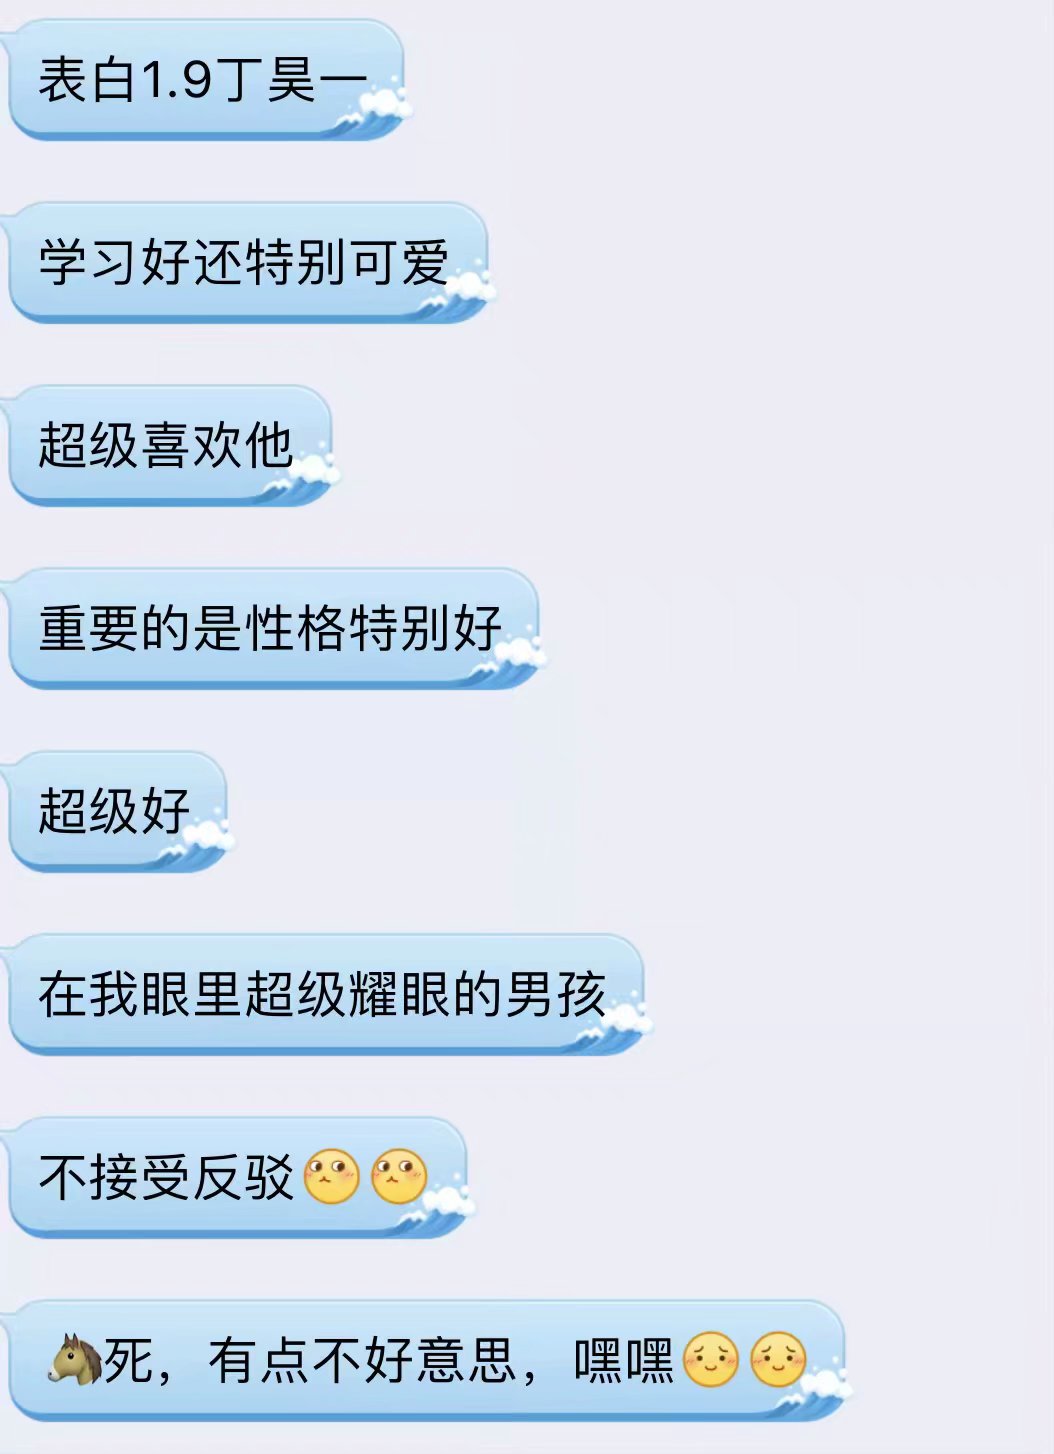 表白1.9丁昊一
学习好还特别可爱
超级喜欢他
重要的是性格特别好
超级好
在我眼里超级耀眼的男孩
不接受反驳
🐴死，有点不好意思，嘿嘿